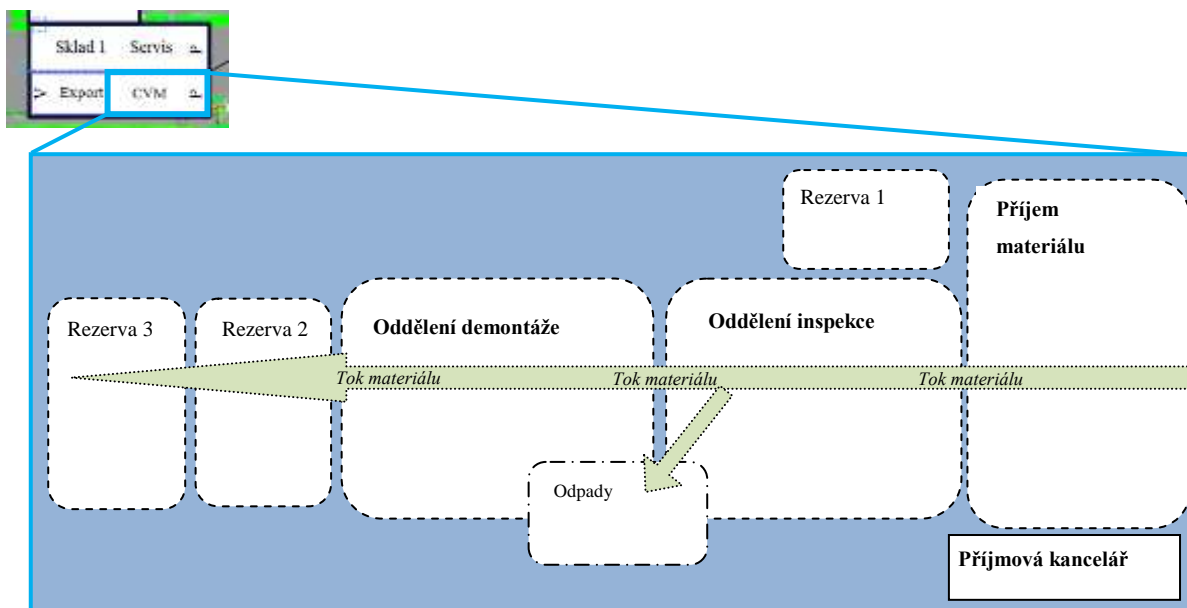 Sklad 1 Servis P
V Export CVM P
Rezerva 1
Příjem
materiálu
Rezerva 3
Rezerva 2
Oddělení demontáže
Oddělení inspekce
Tok materiálu
Tok materiálu
Tok materiálu
Odpady
Příjmová kancelář